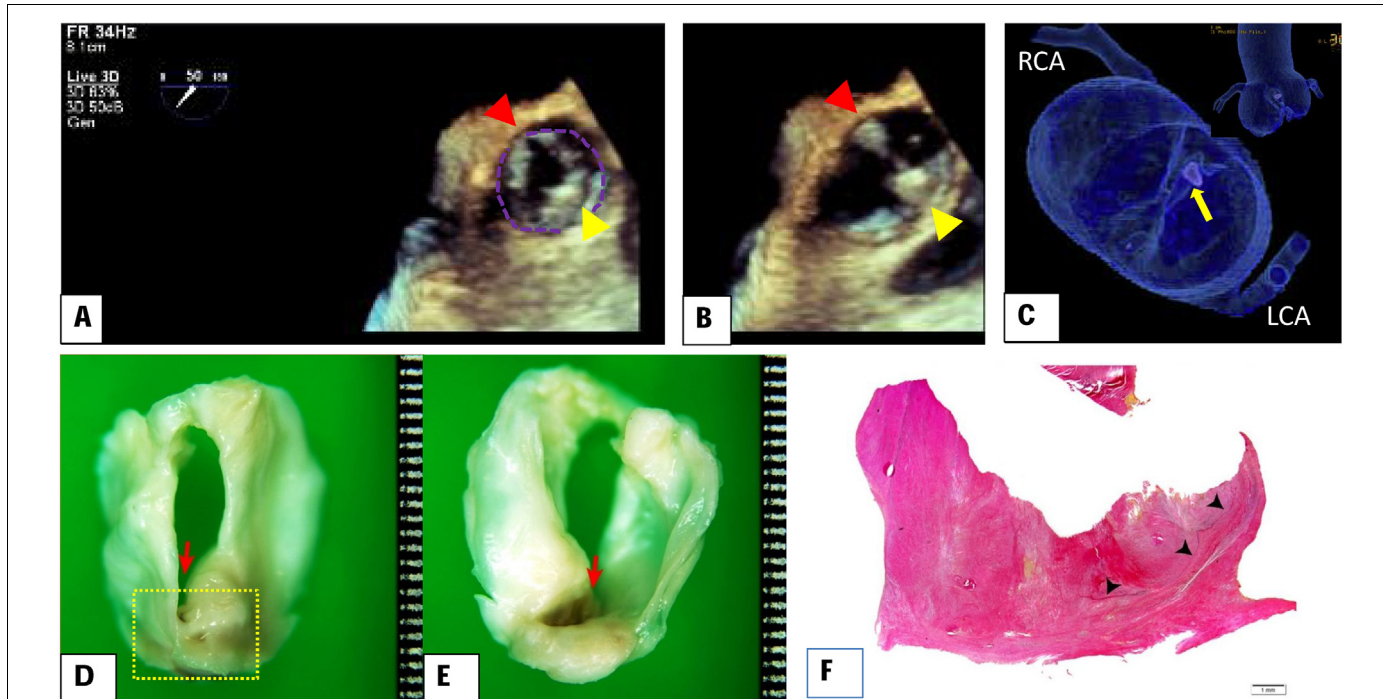 FR 34Hz
8.1cm
Live 3D
3D 83%
3D 50dB
Gen
50
A
B
RCA
LCA
C
D
E
F
1 mm